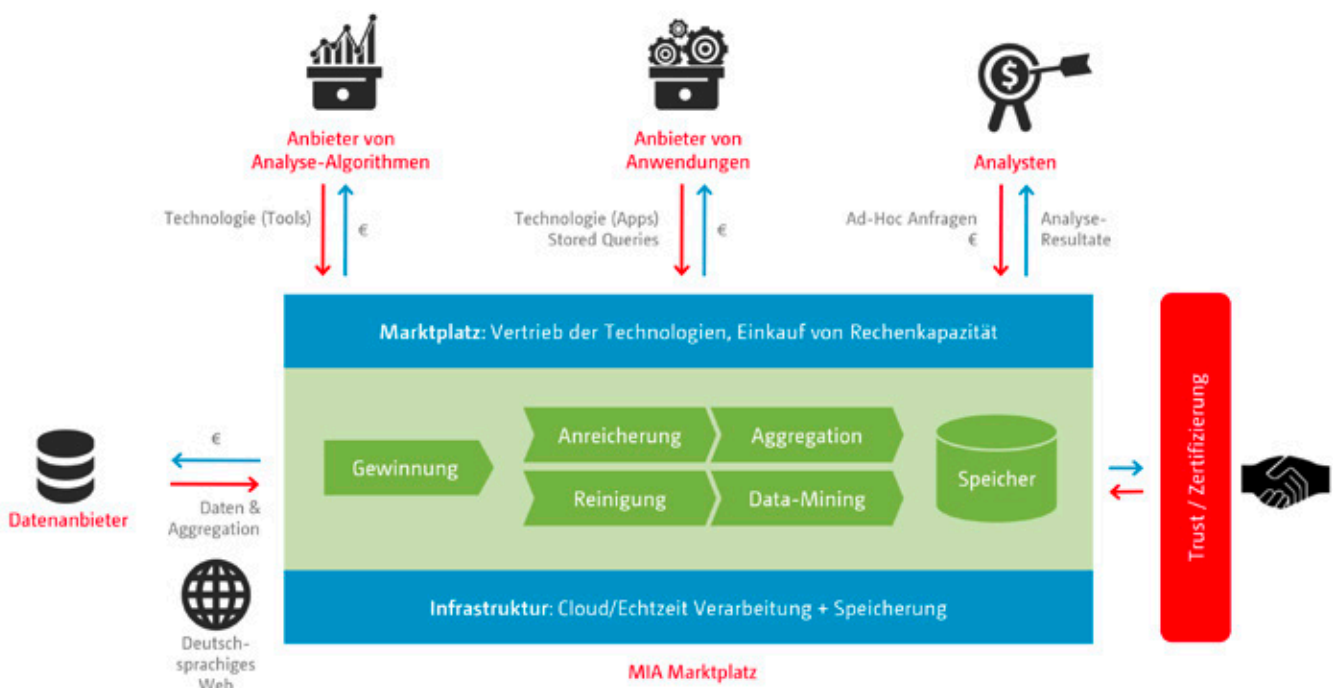 Anbieter von
Analyse-Algorithmen
Anbieter von
Anwendungen
$
Analysten
Technologie (Tools)
€
Technologie (Apps)
Stored Queries
€
Ad-Hoc Anfragen
€
Analyse-
Resultate
Marktplatz: Vertrieb der Technologien, Einkauf von Rechenkapazität
Gewinnung
Anreicherung
Aggregation
Reinigung
Data-Mining
Speicher
€
Datenanbieter
Daten &
Aggregation
Deutsch-
sprachiges
Web
Infrastruktur: Cloud/Echtzeit Verarbeitung + Speicherung
Trust / Zertifizierung
MIA Marktplatz